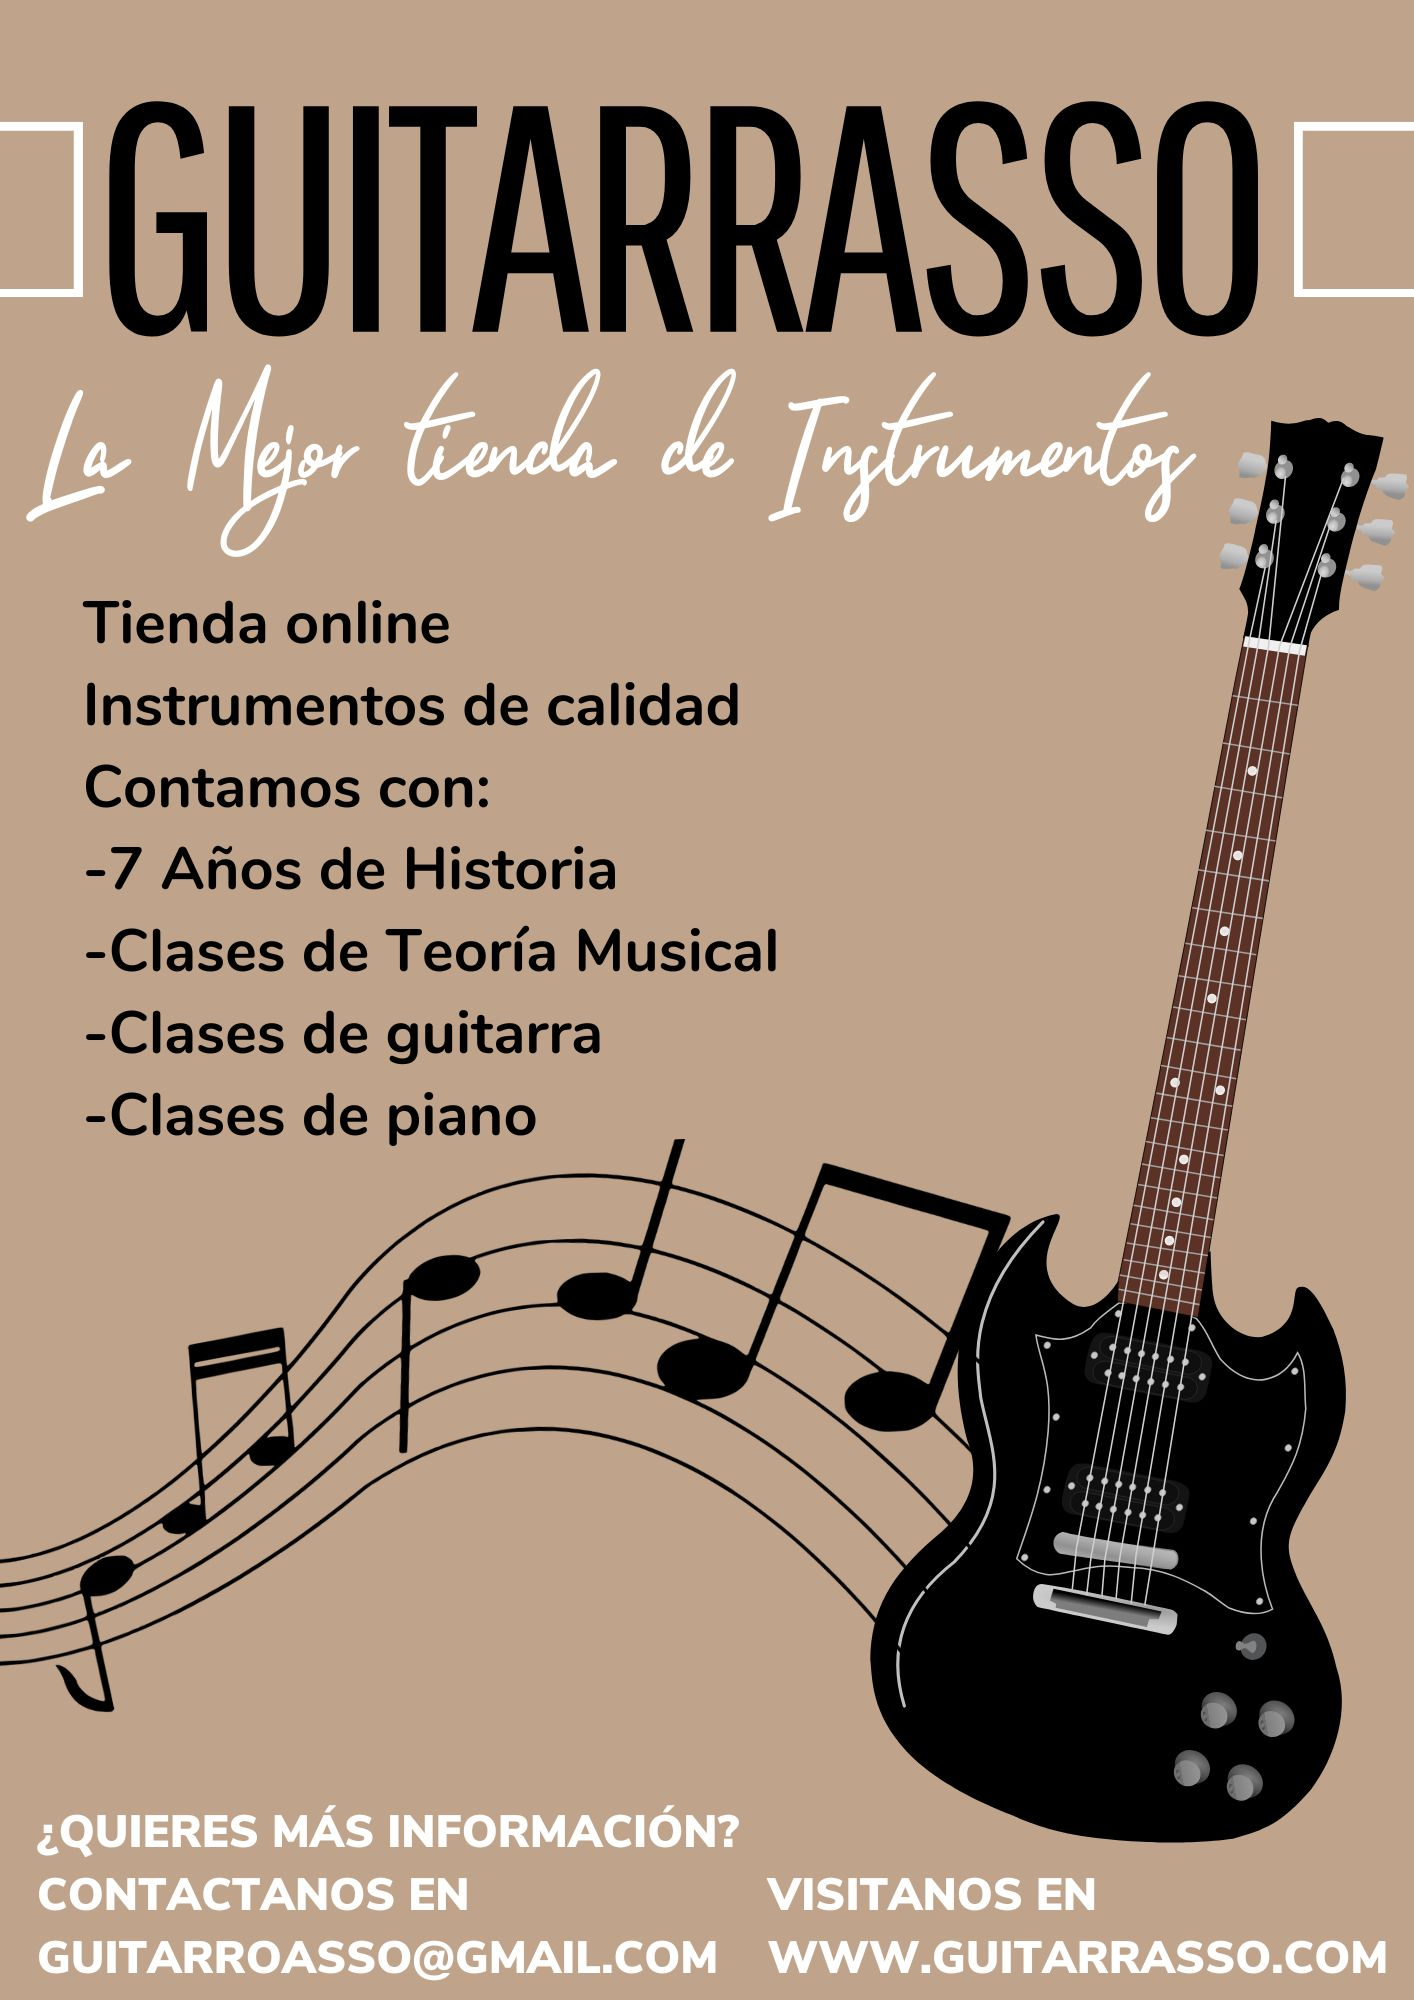 GUITARRASSO
La Mejor tienda de Instrumentos
Tienda online
Instrumentos de calidad
Contamos con:
-7 Años de Historia
-Clases de Teoría Musical
-Clases de guitarra
-Clases de piano
¿QUIERES MÁS INFORMACIÓN?
CONTACTANOS EN
GUITARROASSO@GMAIL.COM
VISITANOS EN
WWW.GUITARRASSO.COM